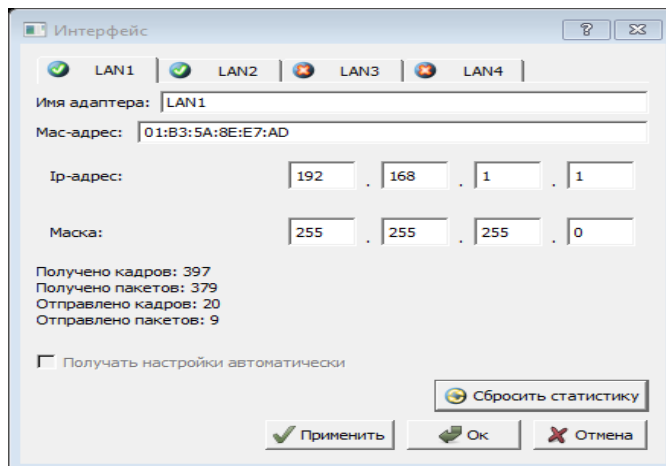 Интерфейс
LAN1 LAN2 LAN3 LAN4
Имя адаптера: LAN1
Mac-адрес: 01:B3:5A:8E:E7:AD
Ip-адрес: 192 . 168 . 1 . 1
Маска: 255 . 255 . 255 . 0
Получено кадров: 397
Получено пакетов: 379
Отправлено кадров: 20
Отправлено пакетов: 9
Получать настройки автоматически
Сбросить статистику
Применить Ок Отмена